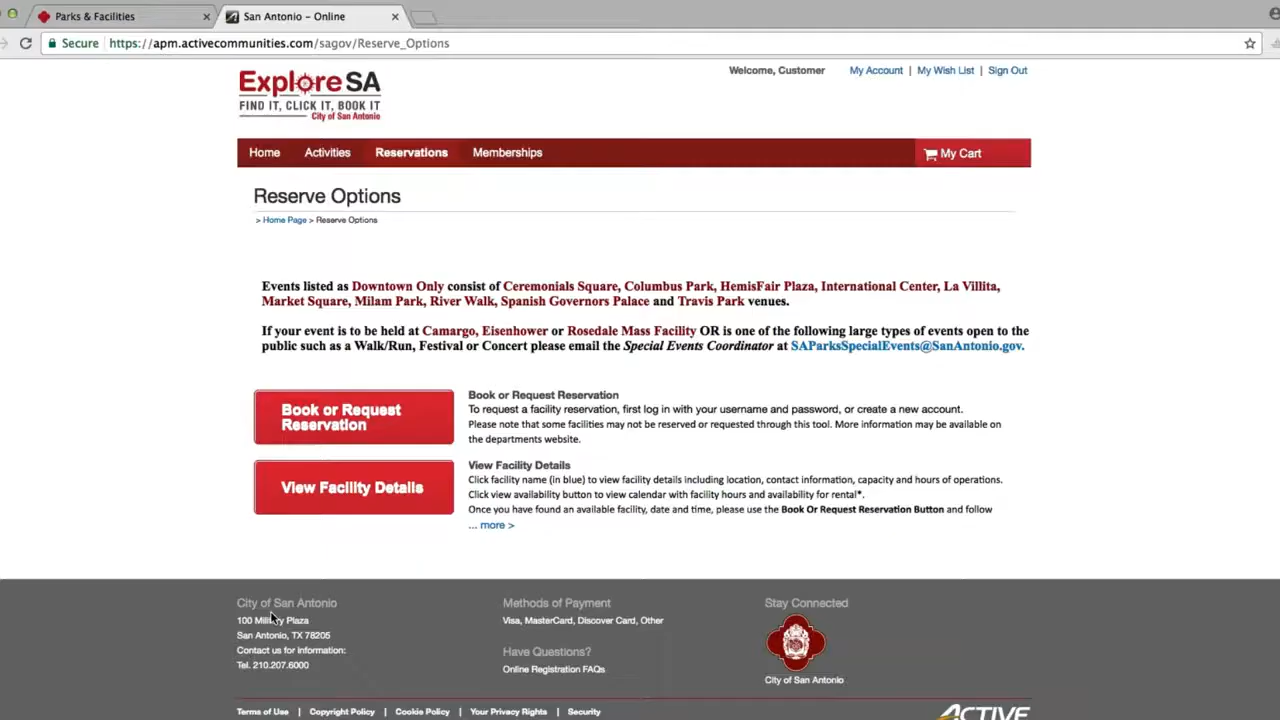 Parks & Facilities
San Antonio - Online
Secure https://apm.activecommunities.com/sagov/Reserve_Options
ExploreSA
FIND IT, CLICK IT, BOOK IT
City of San Antonio
Welcome, Customer My Account | My Wish List | Sign Out
Home Activities Reservations Memberships My Cart
Reserve Options
> Home Page > Reserve Options
Events listed as Downtown Only consist of Ceremonials Square, Columbus Park, HemisFair Plaza, International Center, La Villita,
Market Square, Milam Park, River Walk, Spanish Governors Palace and Travis Park venues.
If your event is to be held at Camargo, Eisenhower or Rosedale Mass Facility OR is one of the following large types of events open to the
public such as a Walk/Run, Festival or Concert please email the Special Events Coordinator at SAParksSpecialEvents@SanAntonio.gov.
Book or Request
Reservation
Book or Request Reservation
To request a facility reservation, first log in with your username and password, or create a new account.
Please note that some facilities may not be reserved or requested through this tool. More information may be available on
the departments website.
View Facility Details
View Facility Details
Click facility name (in blue) to view facility details including location, contact information, capacity and hours of operations.
Click view availability button to view calendar with facility hours and availability for rental*.
Once you have found an available facility, date and time, please use the Book Or Request Reservation Button and follow
... more >
City of San Antonio
100 Military Plaza
San Antonio, TX 78205
Contact us for information:
Tel. 210.207.6000
Methods of Payment
Visa, MasterCard, Discover Card, Other
Have Questions?
Online Registration FAQs
Stay Connected
City of San Antonio
Terms of Use | Copyright Policy | Cookie Policy | Your Privacy Rights | Security
ACTIVE